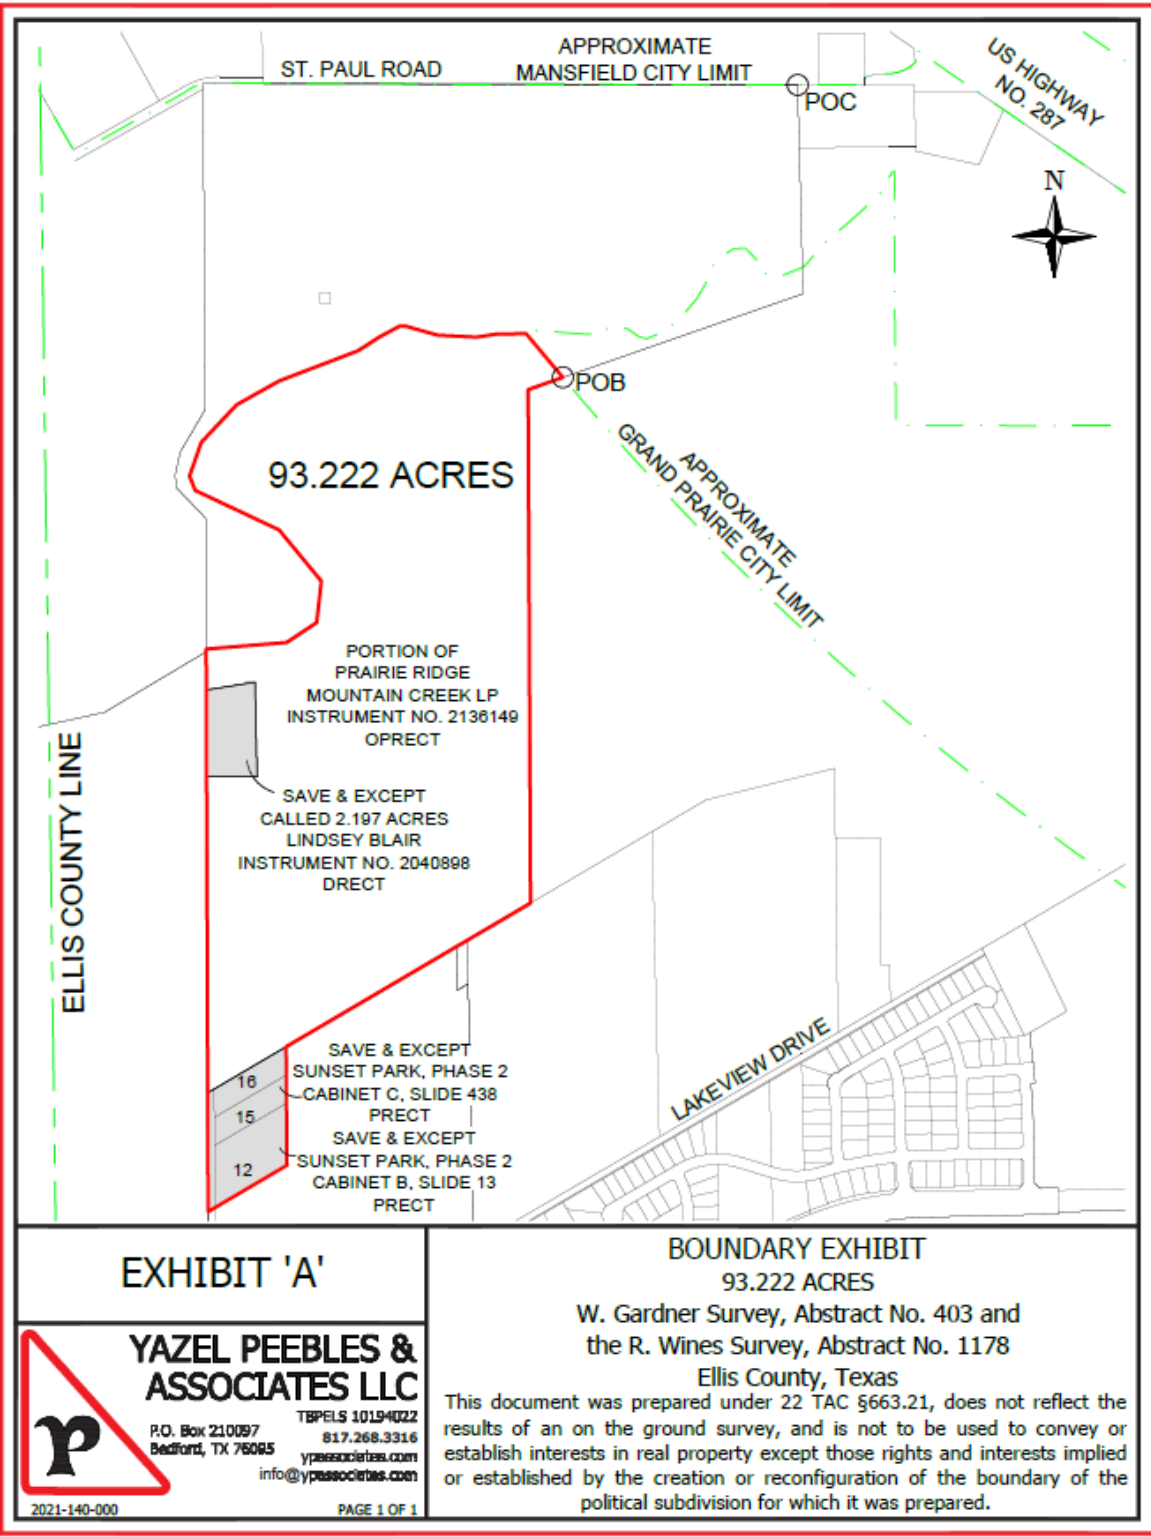 ST. PAUL ROAD
APPROXIMATE
MANSFIELD CITY LIMIT
POC
US HIGHWAY
NO. 287
N
POB
93.222 ACRES
APPROXIMATE
GRAND PRAIRIE CITY LIMIT
PORTION OF
PRAIRIE RIDGE
MOUNTAIN CREEK LP
INSTRUMENT NO. 2136149
OPRECT
ELLIS COUNTY LINE
SAVE & EXCEPT
CALLED 2.197 ACRES
LINDSEY BLAIR
INSTRUMENT NO. 2040898
DRECT
LAKEVIEW DRIVE
16
15
12
SAVE & EXCEPT
SUNSET PARK, PHASE 2
CABINET C, SLIDE 438
PRECT
SAVE & EXCEPT
SUNSET PARK, PHASE 2
CABINET B, SLIDE 13
PRECT
EXHIBIT 'A'
YAZEL PEEBLES &
ASSOCIATES LLC
TBPELS 10194022
P.O. Box 210097
817.268.3316
Bedford, TX 76095
ypassociates.com
info@ypassociates.com
2021-140-000
PAGE 1 OF 1
BOUNDARY EXHIBIT
93.222 ACRES
W. Gardner Survey, Abstract No. 403 and
the R. Wines Survey, Abstract No. 1178
Ellis County, Texas
This document was prepared under 22 TAC §663.21, does not reflect the
results of an on the ground survey, and is not to be used to convey or
establish interests in real property except those rights and interests implied
or established by the creation or reconfiguration of the boundary of the
political subdivision for which it was prepared.